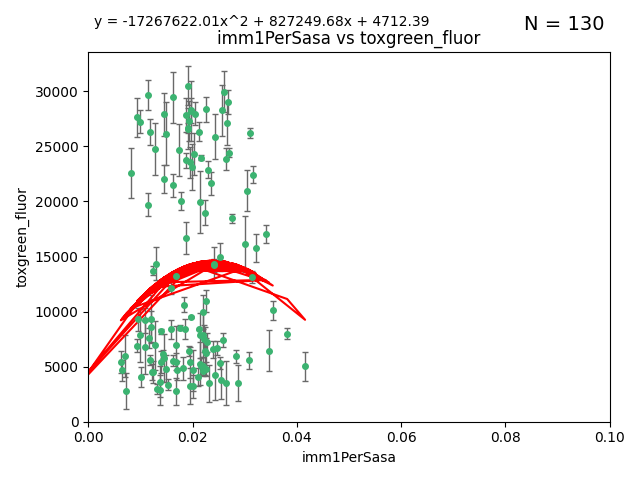 y = -17267622.01x^2 + 827249.68x + 4712.39
N = 130
imm1PerSasa vs toxgreen_fluor
30000
25000
20000
15000
10000
5000
0
toxgreen_fluor
0.00 0.02 0.04 0.06 0.08 0.10
imm1PerSasa